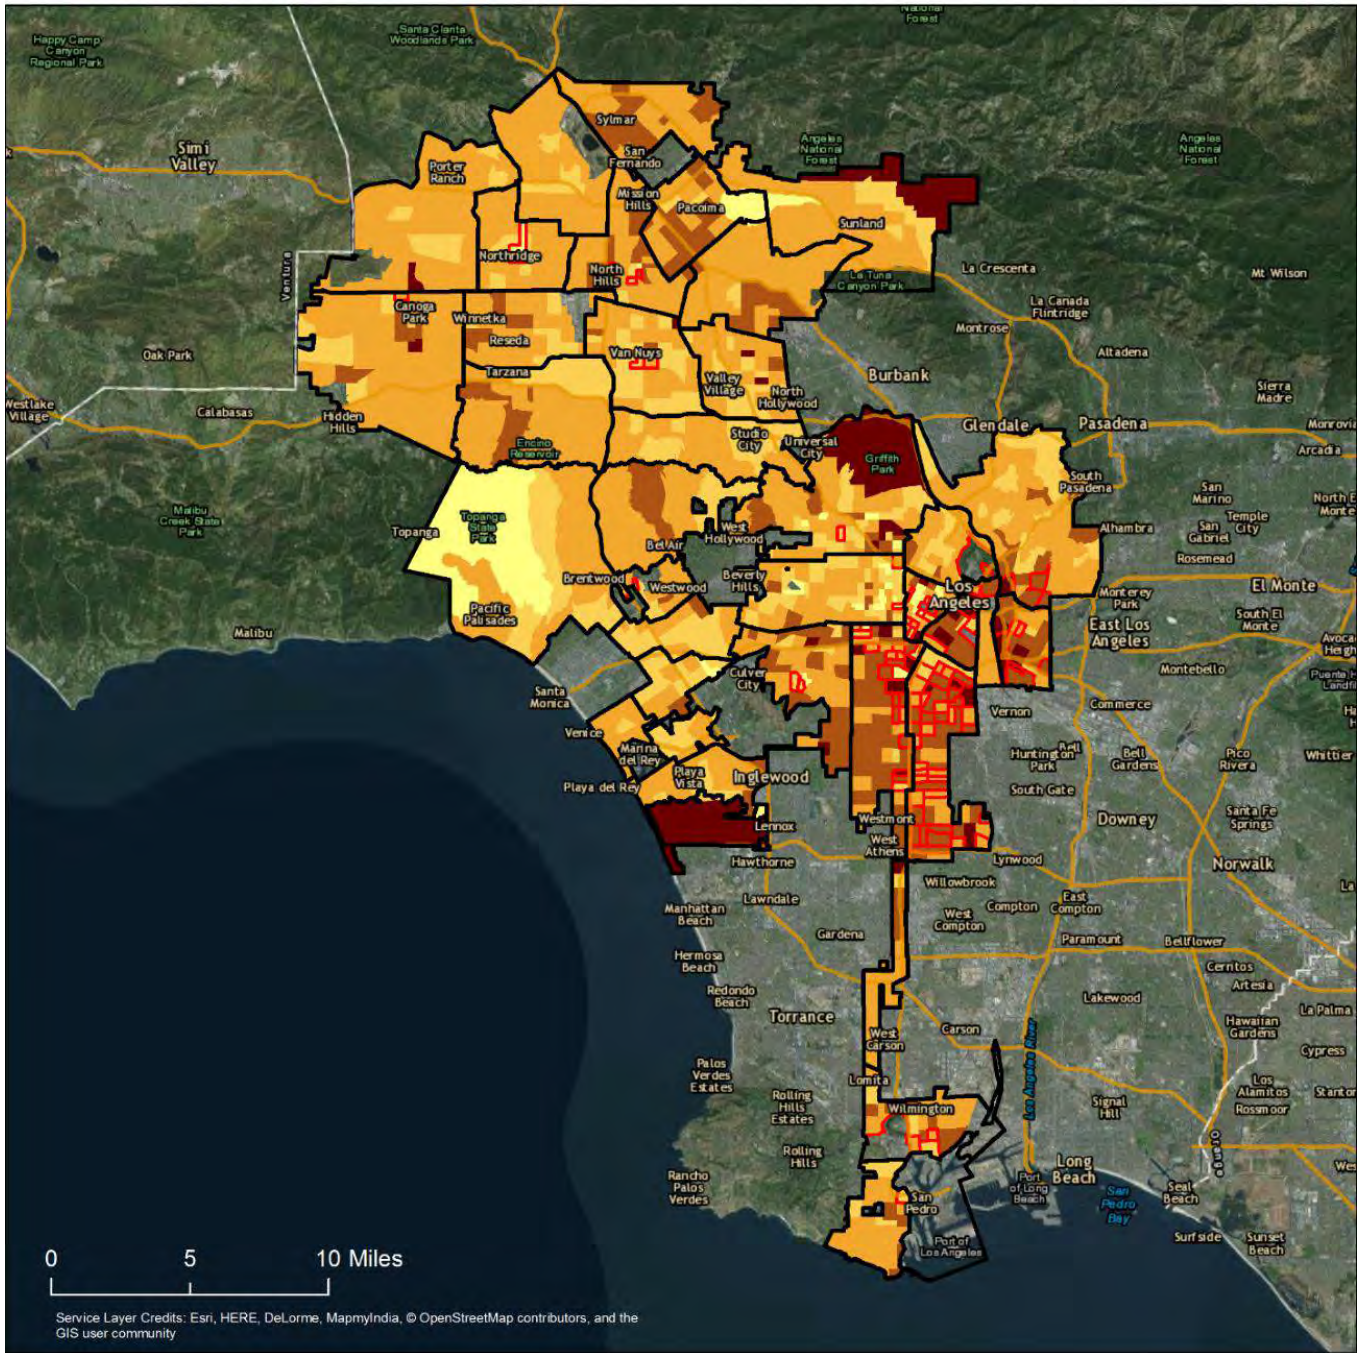 National
Forest
Happy Camp
Canyon
Regional Park
Santa Clarita
Woodlands Park
Sylmar
Simi
Valley
Angeles
National
Forest
Angeles
National
Forest
San
Fernando
Porter
Ranch
Mission
Hills
Pacoima
Sunland
Northridge
North
Hills
La Tuna
Canyon Park
La Crescenta
Mt Wilson
Ventura
La Canada
Flintridge
Canoga
Park
Winnetka
Reseda
Montrose
Oak Park
Van Nuys
Altadena
Tarzana
Valley
Village
Burbank
North
Hollywood
Sierra
Madre
Westlake
Village
Calabasas
Hidden
Hills
Glendale
Pasadena
Monrovia
Studio
City
Universal
City
Encino
Reservoir
Arcadia
Griffith
Park
South
Pasadena
San
Marino
North El
Monte
Malibu
Creek State
Park
Topanga
Topanga
State
Park
West
Hollywood
Alhambra
San
Gabriel
Temple
City
Bel Air
Rosemead
Brentwood
Westwood
Beverly
Hills
Los
Angeles
El Monte
Monterey
Park
Pacific
Palisades
South El
Monte
East Los
Angeles
Malibu
Montebello
Culver
City
Santa
Monica
Commerce
Vernon
Venice
Marina
del Rey
Huntington
Park
Bell
Bell
Gardens
Pico
Rivera
Whittier
Playa
Vista
Playa del Rey
Inglewood
South Gate
Lennox
Westmont
Downey
Santa Fe
Springs
West
Athens
Hawthorne
Lynwood
Norwalk
Willowbrook
Lawndale
East
Compton
Compton
West
Compton
Manhattan
Beach
Gardena
Paramount
Bellflower
Hermosa
Beach
Cerritos
Artesia
Redondo
Beach
Lakewood
Torrance
Hawaiian
Gardens
La Palma
West
Carson
Carson
Cypress
Los Angeles River
Palos
Verdes
Estates
Lomita
Los
Alamitos
Rossmoor
Stanton
Rolling
Hills
Estates
Wilmington
Signal
Hill
Orange
Rolling
Hills
Long
Beach
Rancho
Palos
Verdes
San
Pedro
Port
of Long
Beach
San
Pedro
Bay
Seal
Beach
Port of
Los Angeles
Surfside
Sunset
Beach
0 5 10 Miles
Service Layer Credits: Esri, HERE, DeLorme, MapmyIndia, © OpenStreetMap contributors, and the
GIS user community